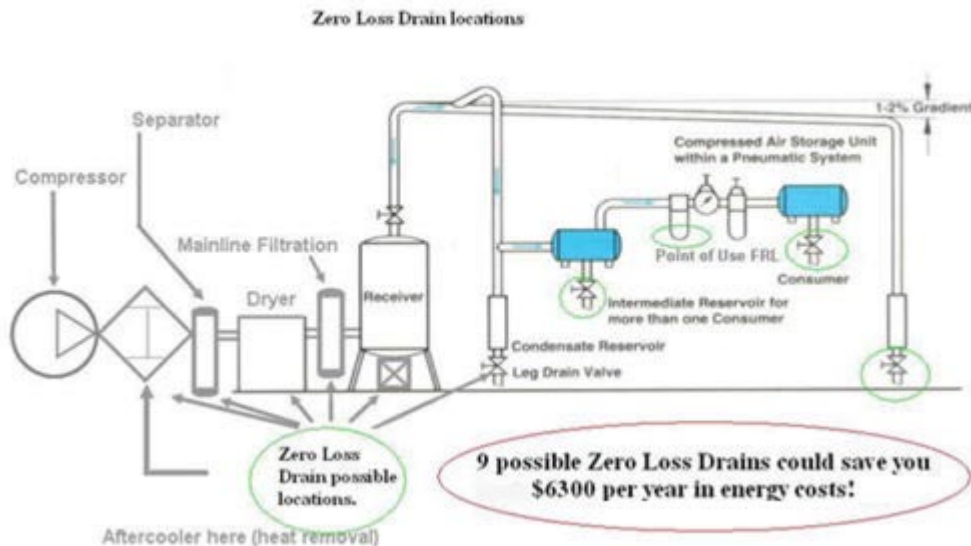 Zero Loss Drain locations
1-2% Gradient
Separator
Compressed Air Storage Unit
within a Pneumatic System
Compressor
Mainline Filtration
Point of Use FRL
Dryer
Receiver
Consumer
Intermediate Reservoir for
more than one Consumer
Condensate Reservoir
Leg Drain Valve
Zero Loss
Drain possible
locations.
9 possible Zero Loss Drains could save you
$6300 per year in energy costs!
Aftercooler here (heat removal)